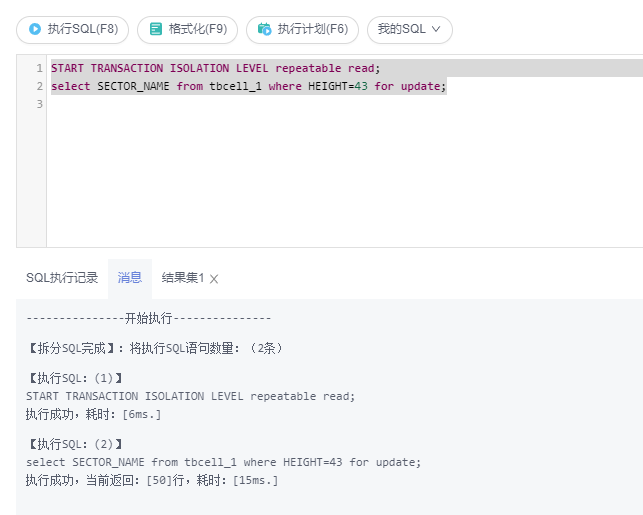 执行SQL(F8) 格式化(F9) 执行计划(F6) 我的SQL
1 START TRANSACTION ISOLATION LEVEL repeatable read;
2 select SECTOR_NAME from tbcell_1 where HEIGHT=43 for update;
3
SQL执行记录 消息 结果集1 X
---------------开始执行---------------
【拆分SQL完成】：将执行SQL语句数量：（2条）
【执行SQL：(1)】
START TRANSACTION ISOLATION LEVEL repeatable read;
执行成功，耗时：[6ms.]
【执行SQL：(2)】
select SECTOR_NAME from tbcell_1 where HEIGHT=43 for update;
执行成功，当前返回：[50]行，耗时：[15ms.]